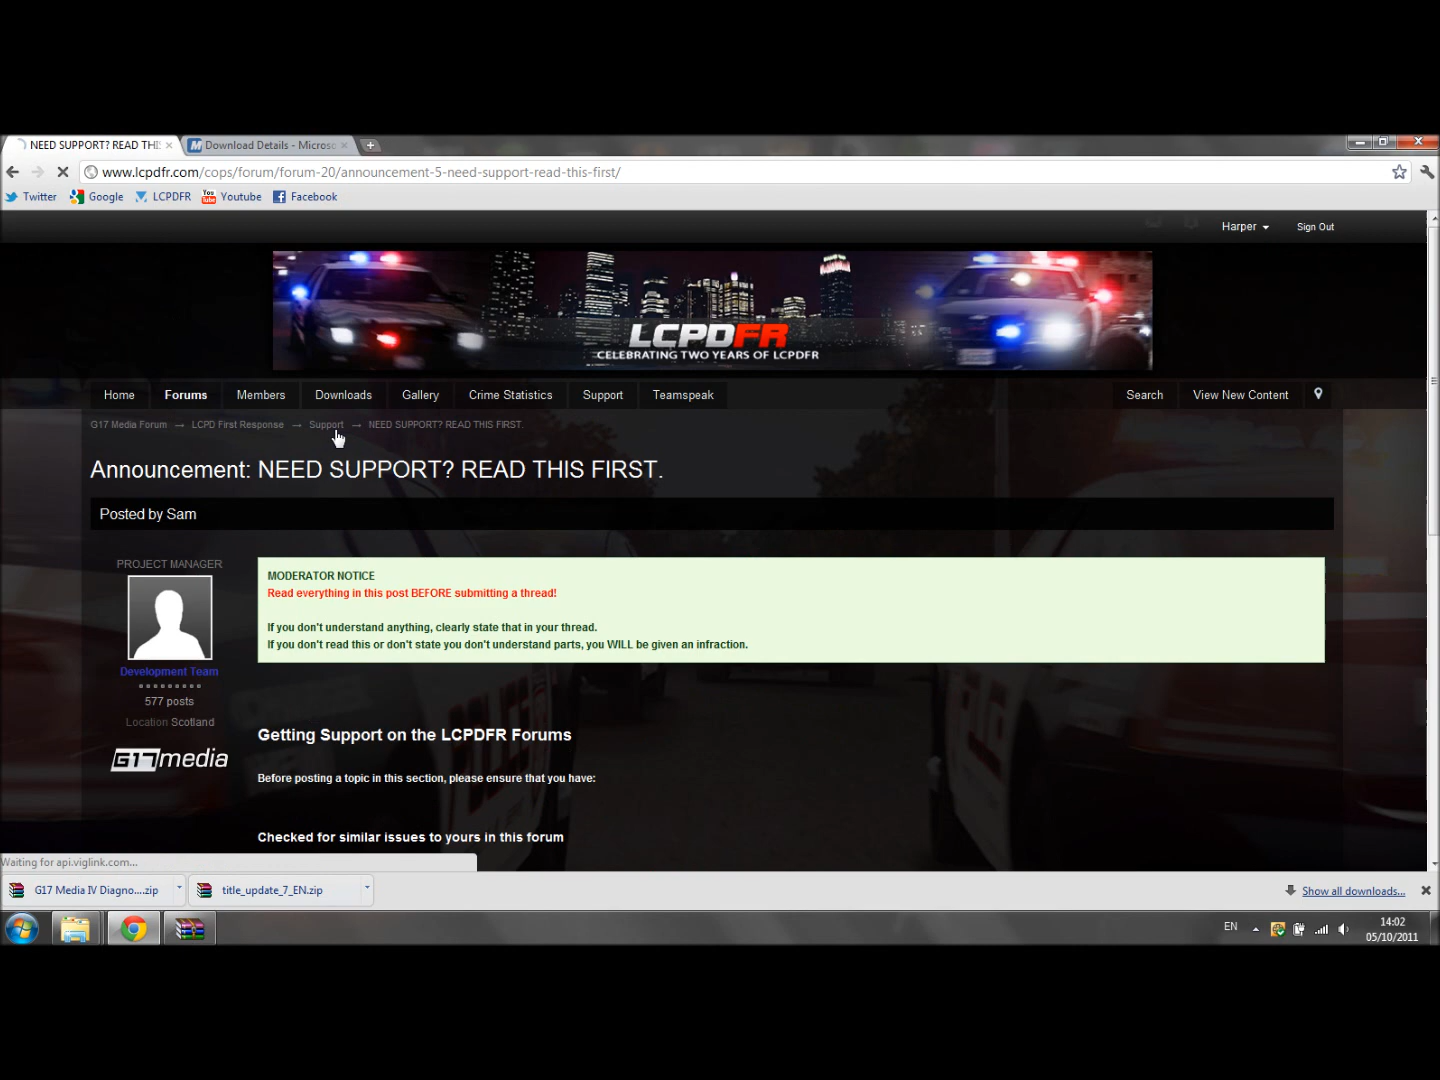 NEED SUPPORT? READ THI
Download Details - Microso
www.lcpdfr.com/cops/forum/forum-20/announcement-5-need-support-read-this-first/
Twitter Google LCPDFR Youtube Facebook
Harper Sign Out
LCPDFR
CELEBRATING TWO YEARS OF LCPDFR
Home Forums Members Downloads Gallery Crime Statistics Support Teamspeak Search View New Content
G17 Media Forum → LCPD First Response → Support → NEED SUPPORT? READ THIS FIRST.
Announcement: NEED SUPPORT? READ THIS FIRST.
Posted by Sam
PROJECT MANAGER
Development Team
577 posts
Location Scotland
G17media
MODERATOR NOTICE
Read everything in this post BEFORE submitting a thread!
If you don't understand anything, clearly state that in your thread.
If you don't read this or don't state you don't understand parts, you WILL be given an infraction.
Getting Support on the LCPDFR Forums
Before posting a topic in this section, please ensure that you have:
Checked for similar issues to yours in this forum
Waiting for api.viglink.com...
G17 Media IV Diagno....zip title_update_7_EN.zip Show all downloads...
EN 14:02
05/10/2011